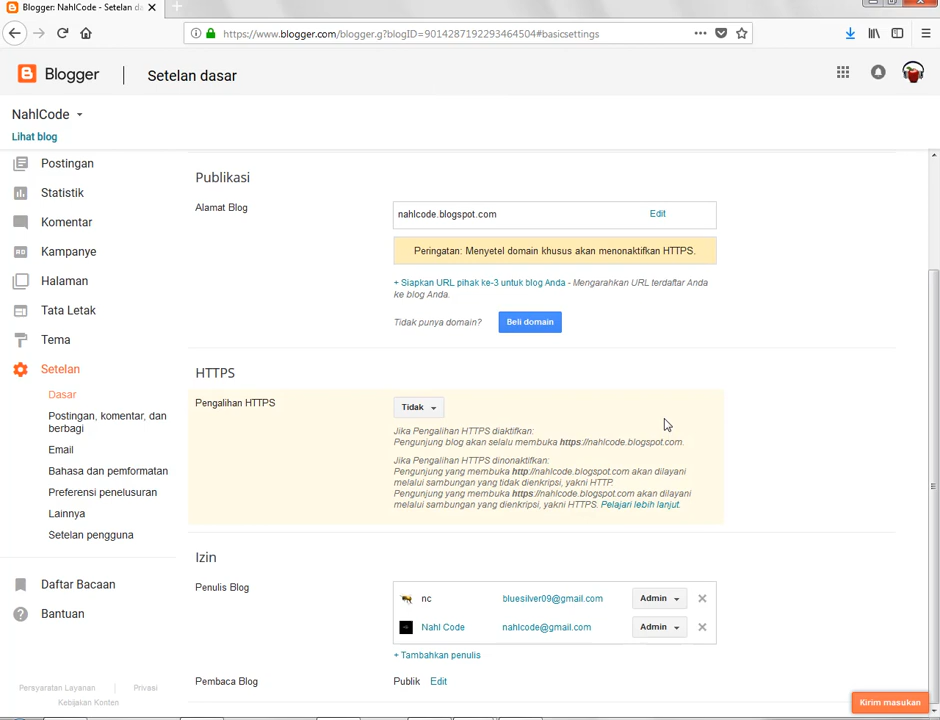 Blogger: NahlCode - Setelan da
https://www.blogger.com/blogger.g?blogID=9014287192293464504#basicsettings
Blogger
Setelan dasar
NahlCode
Lihat blog
Postingan
Statistik
Komentar
Kampanye
Halaman
Tata Letak
Tema
Setelan
Dasar
Postingan, komentar, dan
berbagi
Email
Bahasa dan pemformatan
Preferensi penelusuran
Lainnya
Setelan pengguna
Daftar Bacaan
Bantuan
Persyaratan Layanan | Privasi
Kebijakan Konten
Publikasi
Alamat Blog
nahlcode.blogspot.com Edit
Peringatan: Menyetel domain khusus akan menonaktifkan HTTPS.
+ Siapkan URL pihak ke-3 untuk blog Anda - Mengarahkan URL terdaftar Anda
ke blog Anda.
Tidak punya domain? Beli domain
HTTPS
Pengalihan HTTPS
Tidak
Jika Pengalihan HTTPS diaktifkan:
Pengunjung blog akan selalu membuka https://nahlcode.blogspot.com.
Jika Pengalihan HTTPS dinonaktifkan:
Pengunjung yang membuka http://nahlcode.blogspot.com akan dilayani
melalui sambungan yang tidak dienkripsi, yakni HTTP.
Pengunjung yang membuka https://nahlcode.blogspot.com akan dilayani
melalui sambungan yang dienkripsi, yakni HTTPS. Pelajari lebih lanjut.
Izin
Penulis Blog
nc bluesilver09@gmail.com Admin
Nahl Code nahlcode@gmail.com Admin
+ Tambahkan penulis
Pembaca Blog Publik Edit
Kirim masukan